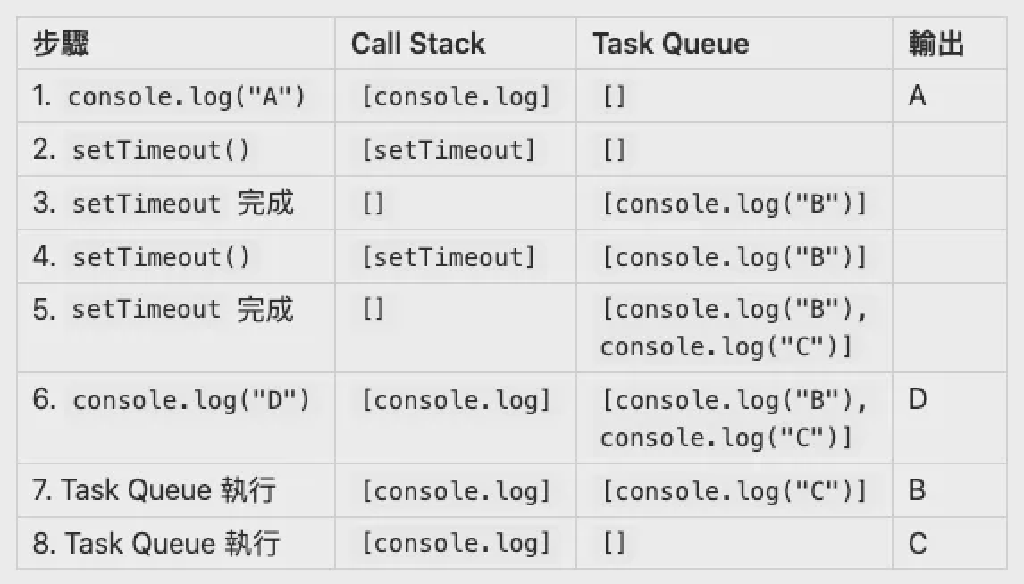 步驟 Call Stack Task Queue 輸出
1. console.log("A") [console.log] [] A
2. setTimeout() [setTimeout] []
3. setTimeout 完成 [] [console.log("B")]
4. setTimeout() [setTimeout] [console.log("B")]
5. setTimeout 完成 [] [console.log("B"),
console.log("C")]
6. console.log("D") [console.log] [console.log("B"), D
console.log("C")]
7. Task Queue 執行 [console.log] [console.log("C")] B
8. Task Queue 執行 [console.log] [] C